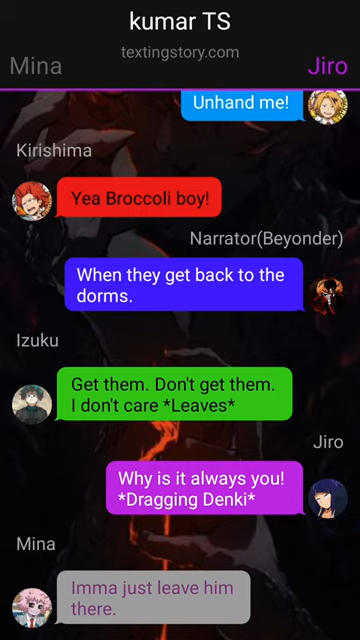 kumar TS
textingstory.com
Mina
Jiro
Unhand me!
Kirishima
Yea Broccoli boy!
Narrator(Beyonder)
When they get back to the
dorms.
Izuku
Get them. Don't get them.
I don't care *Leaves*
Jiro
Why is it always you!
*Dragging Denki*
Mina
Imma just leave him
there.